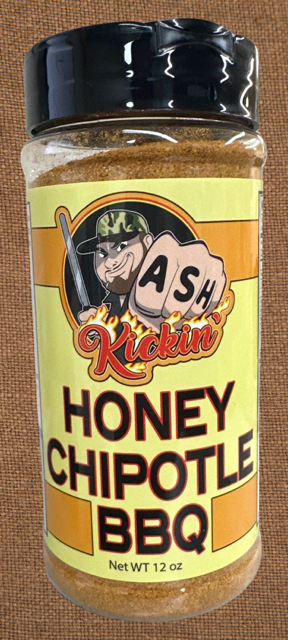 ASH
Kickin'
HONEY
CHIPOTLE
BBQ
Net WT 12 oz